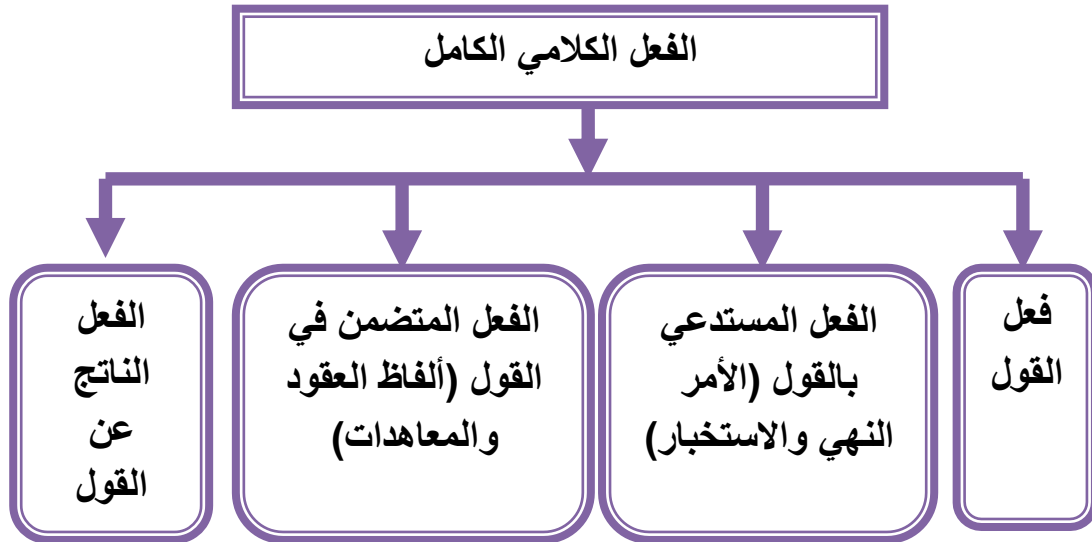 الفعل الكلامي الكامل
فعل
القول
الفعل المستدعي
بالقول (الأمر
النهي والاستخبار)
الفعل المتضمن في
القول (ألفاظ العقود
والمعاهدات)
الفعل
الناتج
عن
القول